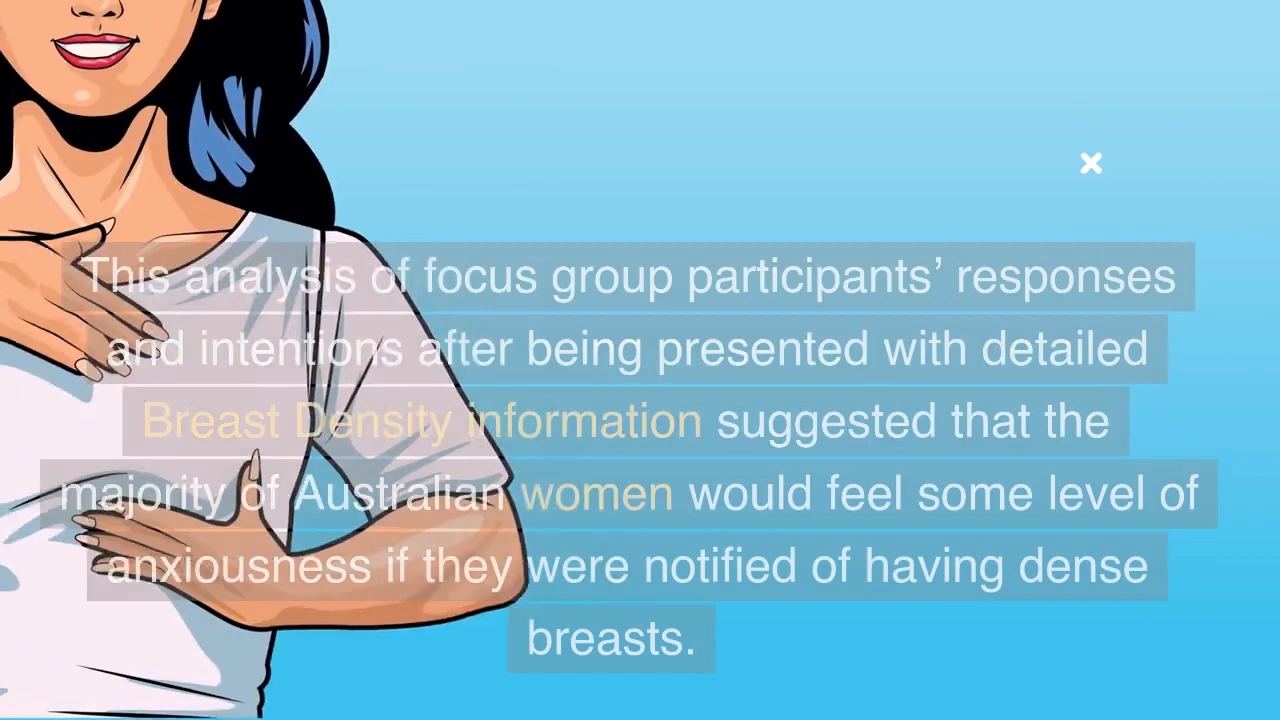 This analysis of focus group participants’ responses
and intentions after being presented with detailed
Breast Density information suggested that the
majority of Australian women would feel some level of
anxiousness if they were notified of having dense
breasts.